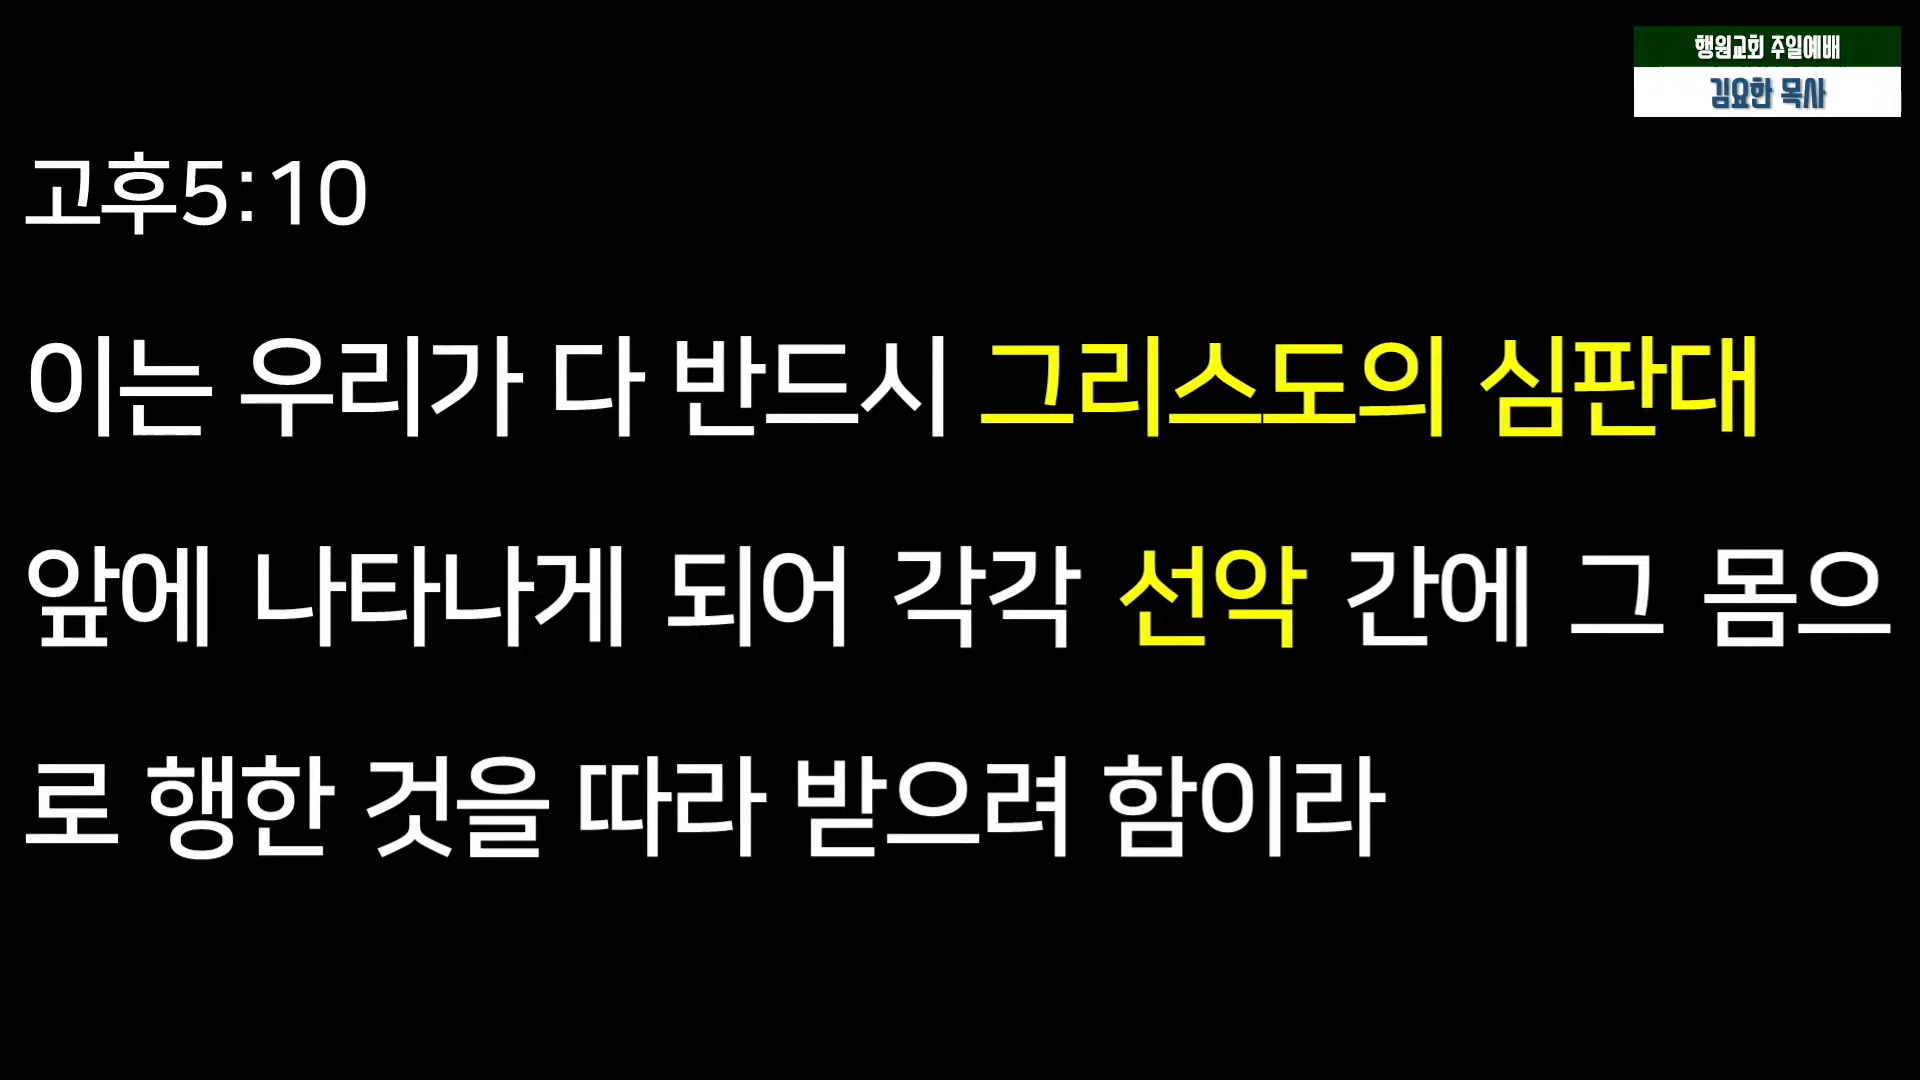 행원교회 주일예배
김요한 목사
고후5:10
이는 우리가 다 반드시 그리스도의 심판대
앞에 나타나게 되어 각각 선악 간에 그 몸으
로 행한 것을 따라 받으려 함이라